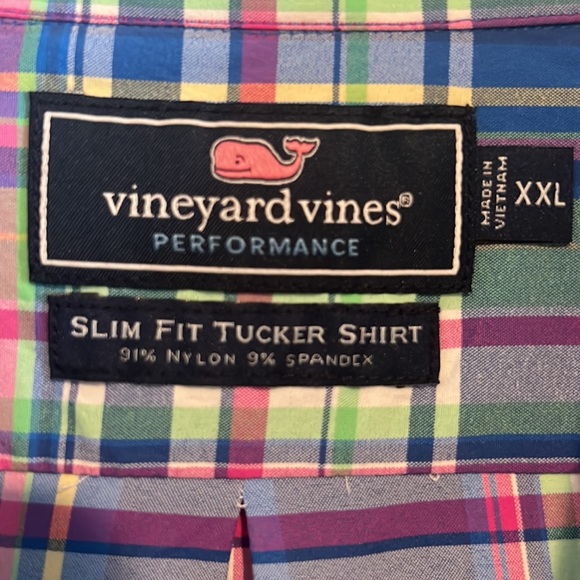 vineyard vines®
PERFORMANCE
MADE IN
VIETNAM
XXL
SLIM FIT TUCKER SHIRT
91% NYLON 9% SPANDEX